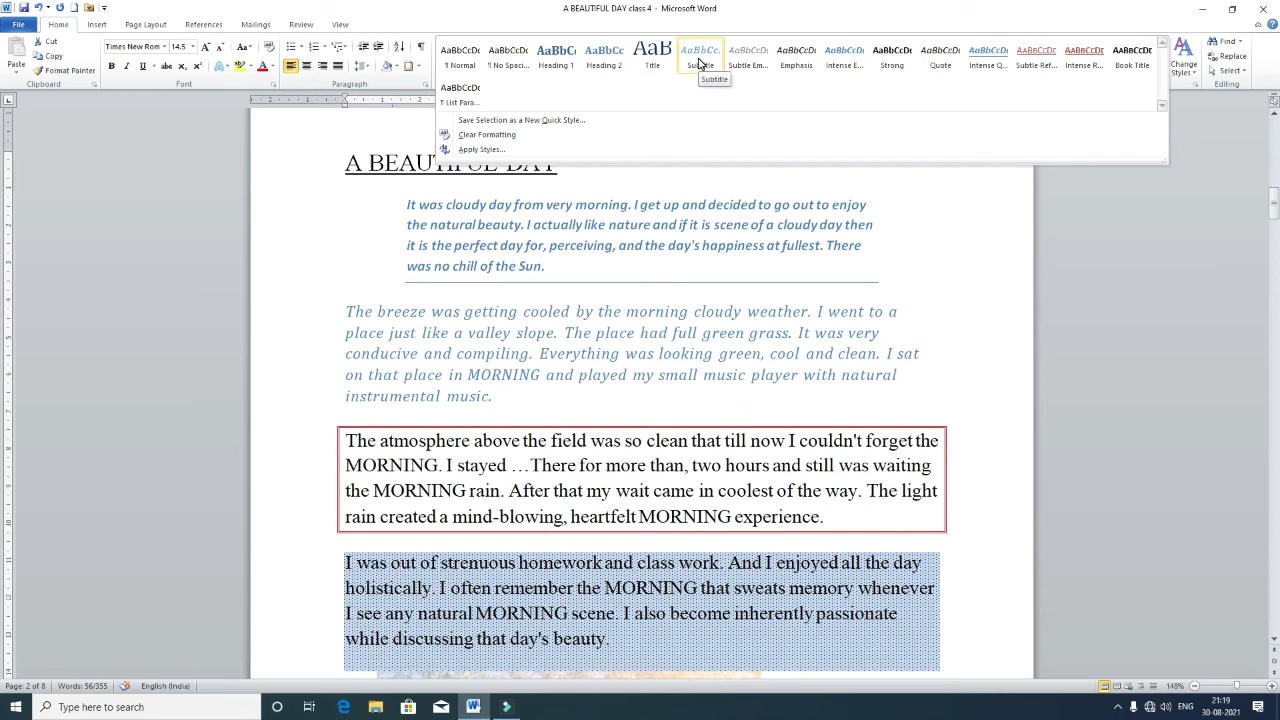 A BEAUTIFUL DAY class 4 - Microsoft Word
File Home Insert Page Layout References Mailings Review View
Cut
Copy
Format Painter
Paste
Clipboard
Times New Rom 14.5
Font
Paragraph
AaBbCcDc AaBbCcDc AaBbC AaBbCc AaB AaBbCc. AaBbCcDc AaBbCcDc AaBbCcDc AaBbCcDc AaBbCcDc AaBbCcDc AaBbCcDc AaBbCcDc AaBbCcDc
¶ Normal ¶ No Spaci... Heading 1 Heading 2 Title Subtitle Subtle Em... Emphasis Intense E... Strong Quote Intense Q... Subtle Ref... Intense R... Book Title
Subtitle
AaBbCcDc
¶ List Para...
Save Selection as a New Quick Style...
Clear Formatting
Apply Styles...
Change
Styles
Find
Replace
Select
Editing
A BEAUTIFUL DAY
It was cloudy day from very morning. I get up and decided to go out to enjoy
the natural beauty. I actually like nature and if it is scene of a cloudy day then
it is the perfect day for, perceiving, and the day's happiness at fullest. There
was no chill of the Sun.
The breeze was getting cooled by the morning cloudy weather. I went to a
place just like a valley slope. The place had full green grass. It was very
conducive and compiling. Everything was looking green, cool and clean. I sat
on that place in MORNING and played my small music player with natural
instrumental music.
The atmosphere above the field was so clean that till now I couldn't forget the
MORNING. I stayed …There for more than, two hours and still was waiting
the MORNING rain. After that my wait came in coolest of the way. The light
rain created a mind-blowing, heartfelt MORNING experience.
I was out of strenuous homework and class work. And I enjoyed all the day
holistically. I often remember the MORNING that sweats memory whenever
I see any natural MORNING scene. I also become inherently passionate
while discussing that day's beauty.
Page: 2 of 8 Words: 56/355 English (India) 148%
Type here to search
ENG
21:19
30-08-2021